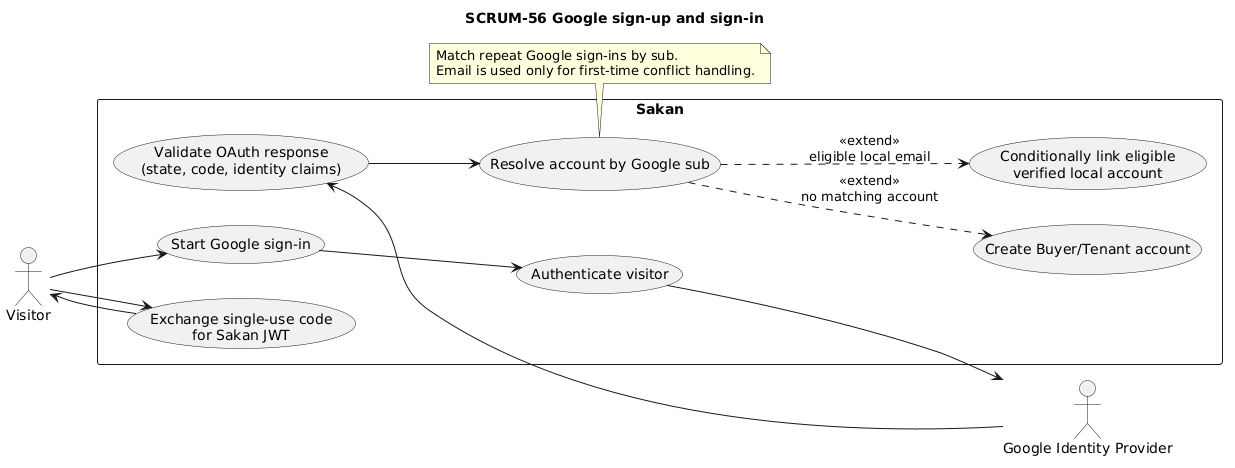 SCRUM-56 Google sign-up and sign-in
Match repeat Google sign-ins by sub.
Email is used only for first-time conflict handling.
Sakan
Validate OAuth response
(state, code, identity claims)
Resolve account by Google sub
«extend»
eligible local email
Conditionally link eligible
verified local account
«extend»
no matching account
Create Buyer/Tenant account
Start Google sign-in
Authenticate visitor
Visitor
Exchange single-use code
for Sakan JWT
Google Identity Provider